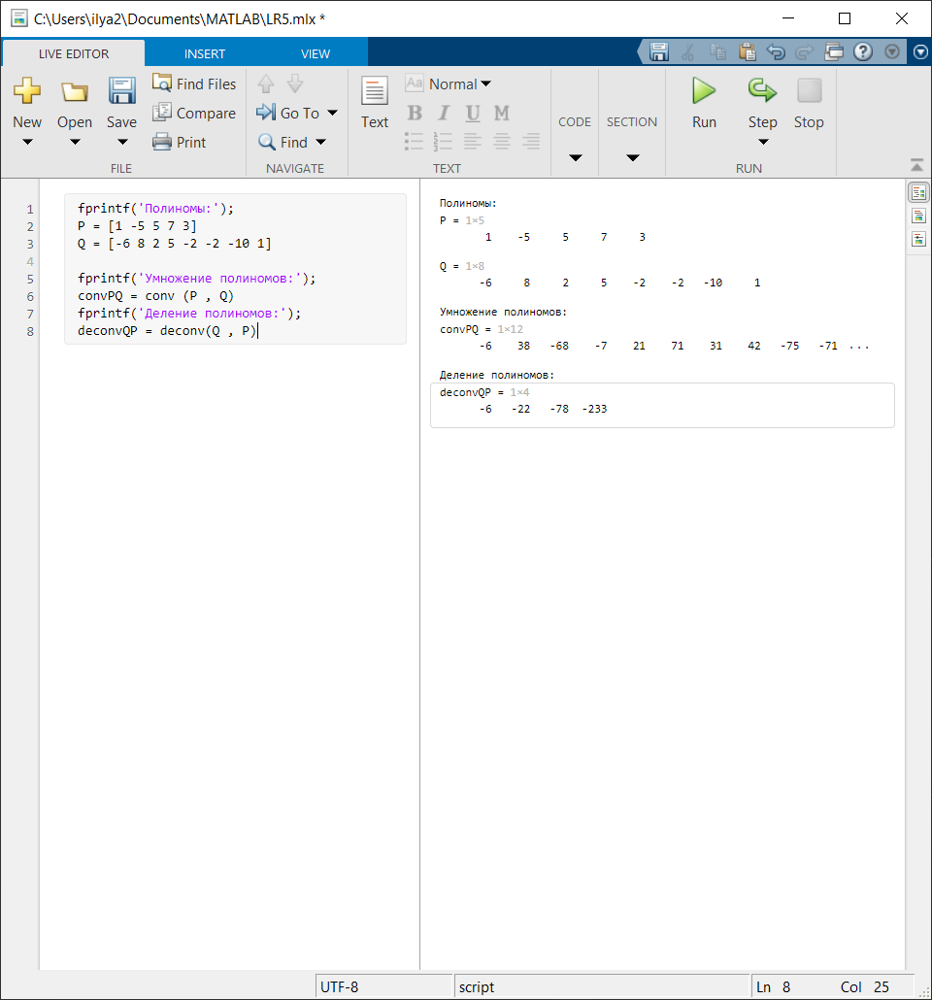 C:\Users\ilya2\Documents\MATLAB\LR5.mlx *
LIVE EDITOR INSERT VIEW
New Open Save Find Files Compare Print
FILE
Go To Find
NAVIGATE
Text Aa Normal
B I U M
TEXT
CODE
SECTION
Run Step Stop
RUN
1 fprintf('Полиномы:');
2 P = [1 -5 5 7 3]
3 Q = [-6 8 2 5 -2 -2 -10 1]
4
5 fprintf('Умножение полиномов:');
6 convPQ = conv (P , Q)
7 fprintf('Деление полиномов:');
8 deconvQP = deconv(Q , P)
Полиномы:
P = 1×5
1 -5 5 7 3
Q = 1×8
-6 8 2 5 -2 -2 -10 1
Умножение полиномов:
convPQ = 1×12
-6 38 -68 -7 21 71 31 42 -75 -71 ...
Деление полиномов:
deconvQP = 1×4
-6 -22 -78 -233
UTF-8 script Ln 8 Col 25